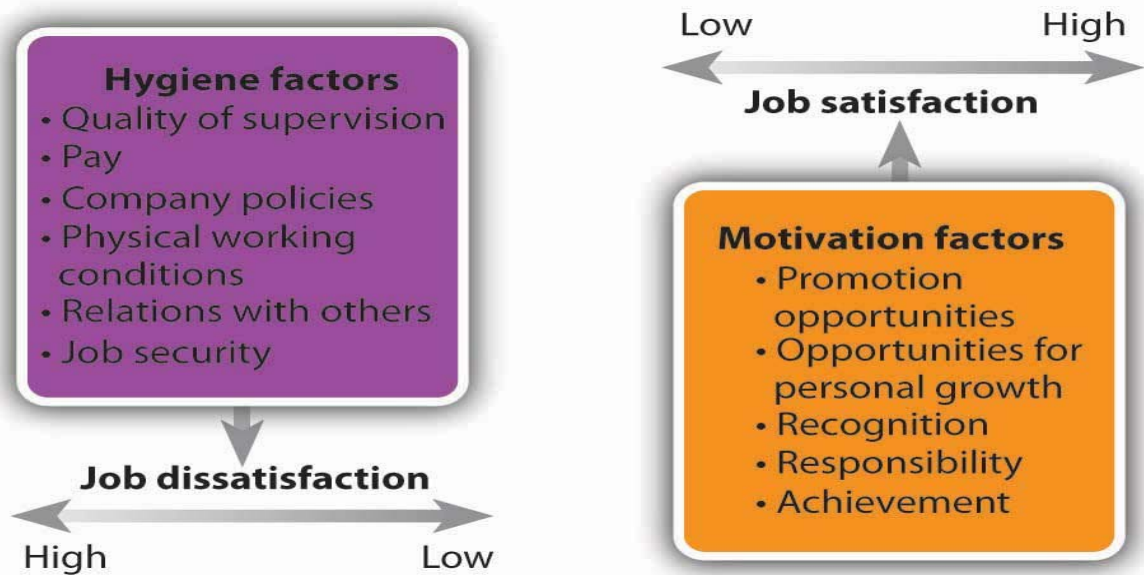 Hygiene factors
• Quality of supervision
• Pay
• Company policies
• Physical working
conditions
• Relations with others
• Job security
Job dissatisfaction
High Low
Low High
Job satisfaction
Motivation factors
• Promotion
opportunities
• Opportunities for
personal growth
• Recognition
• Responsibility
• Achievement